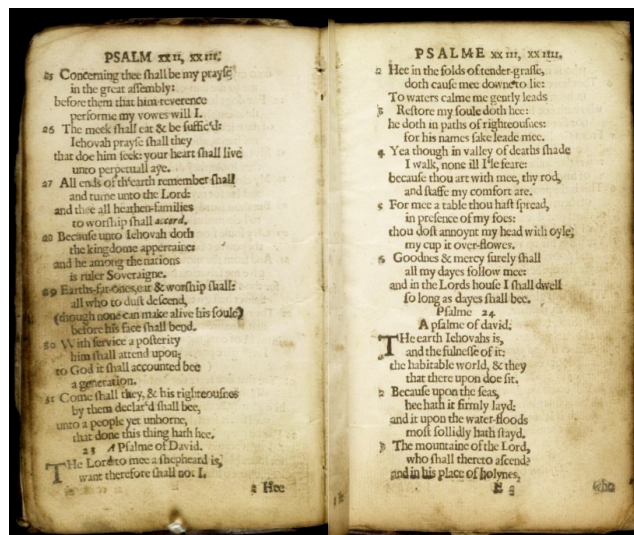 PSALM xxii, xxiii.
25 Concerning thee ſhall be my prayſe
in the great aſſembly:
before them that him reverence
performe my vowes will I.
26 The meek ſhall eat & be ſuffic'd:
Iehovah prayſe ſhall they
that doe him ſeek: your heart ſhall live
unto perpetuall aye.
27 All ends of th'earth remember ſhall
and turne unto the Lord:
and thee all heathen-families
to worſhip ſhall accord.
28 Becauſe unto Iehovah doth
the kingdome appertaine:
and he among the nations
is ruler Soveraigne.
29 Earths-fat-ones, eat & worſhip ſhall:
all who to duſt deſcend,
(though none can make alive his ſoule)
before his face ſhall bend.
30 With ſervice a poſterity
him ſhall attend upon;
to God it ſhall accounted bee
a generation.
31 Come ſhall they, & his righteouſnes
by them declar'd ſhall bee,
unto a people yet unborne,
that done this thing hath hee.
23 A Pſalme of David.
THe Lord to mee a ſhepheard is,
want therefore ſhall not I.
2 Hee
PSALME xxiii, xxiiii.
2 Hee in the folds of tender-graſſe,
doth cauſe mee downe to lie:
To waters calme me gently leads
3 Reſtore my ſoule doth hee:
he doth in paths of righteouſnes:
for his names ſake leade mee.
4 Yea though in valley of deaths ſhade
I walk, none ill I'le feare:
becauſe thou art with mee, thy rod,
and ſtaffe my comfort are.
5 For mee a table thou haſt ſpread,
in preſence of my foes:
thou doſt annoynt my head with oyle;
my cup it over-flowes.
6 Goodnes & mercy ſurely ſhall
all my dayes follow mee:
and in the Lords houſe I ſhall dwell
ſo long as dayes ſhall bee.
Pſalme 24
A pſalme of david.
THe earth Iehovahs is,
and the fulneſſe of it:
the habitable world, & they
that there upon doe ſit.
2 Becauſe upon the ſeas,
hee hath it firmly layd:
and it upon the water-floods
moſt ſollidly hath ſtayd.
3 The mountaine of the Lord,
who ſhall thereto aſcend?
and in his place of holynes,
E 3
who